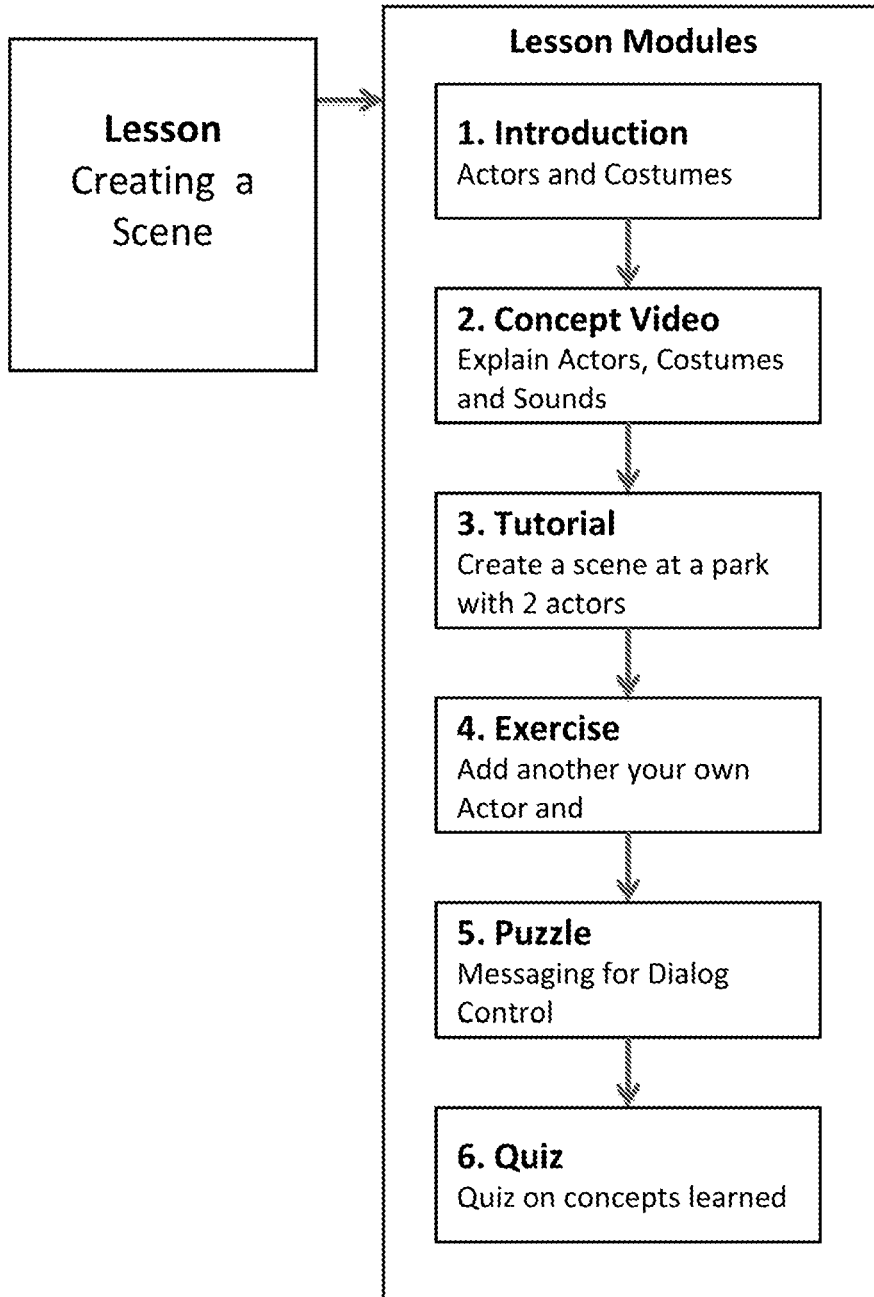 Lesson
Creating a
Scene
Lesson Modules
1. Introduction
Actors and Costumes
2. Concept Video
Explain Actors, Costumes
and Sounds
3. Tutorial
Create a scene at a park
with 2 actors
4. Exercise
Add another your own
Actor and
5. Puzzle
Messaging for Dialog
Control
6. Quiz
Quiz on concepts learned